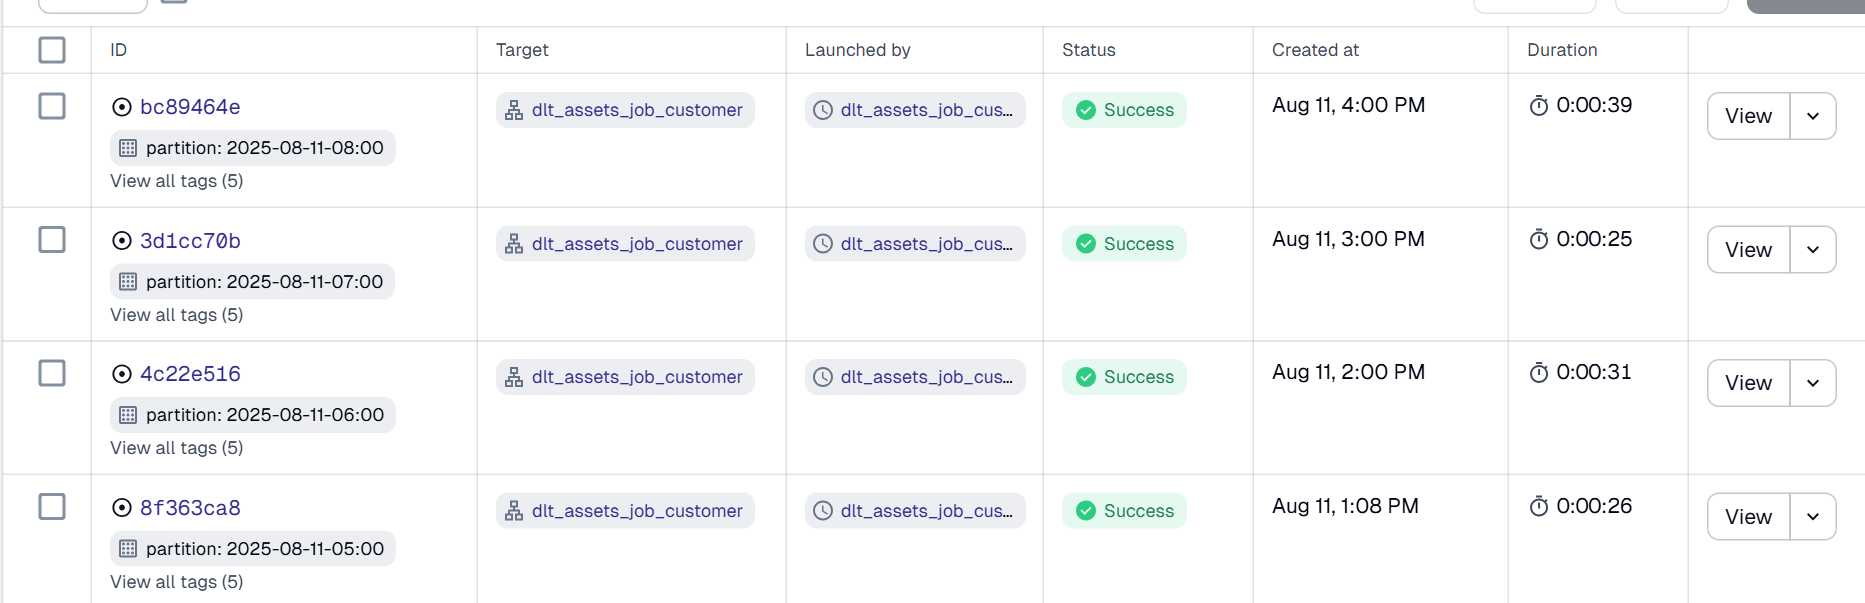 ID Target Launched by Status Created at Duration
bc89464e dlt_assets_job_customer dlt_assets_job_cus... Success Aug 11, 4:00 PM 0:00:39 View
partition: 2025-08-11-08:00
View all tags (5)
3d1cc70b dlt_assets_job_customer dlt_assets_job_cus... Success Aug 11, 3:00 PM 0:00:25 View
partition: 2025-08-11-07:00
View all tags (5)
4c22e516 dlt_assets_job_customer dlt_assets_job_cus... Success Aug 11, 2:00 PM 0:00:31 View
partition: 2025-08-11-06:00
View all tags (5)
8f363ca8 dlt_assets_job_customer dlt_assets_job_cus... Success Aug 11, 1:08 PM 0:00:26 View
partition: 2025-08-11-05:00
View all tags (5)